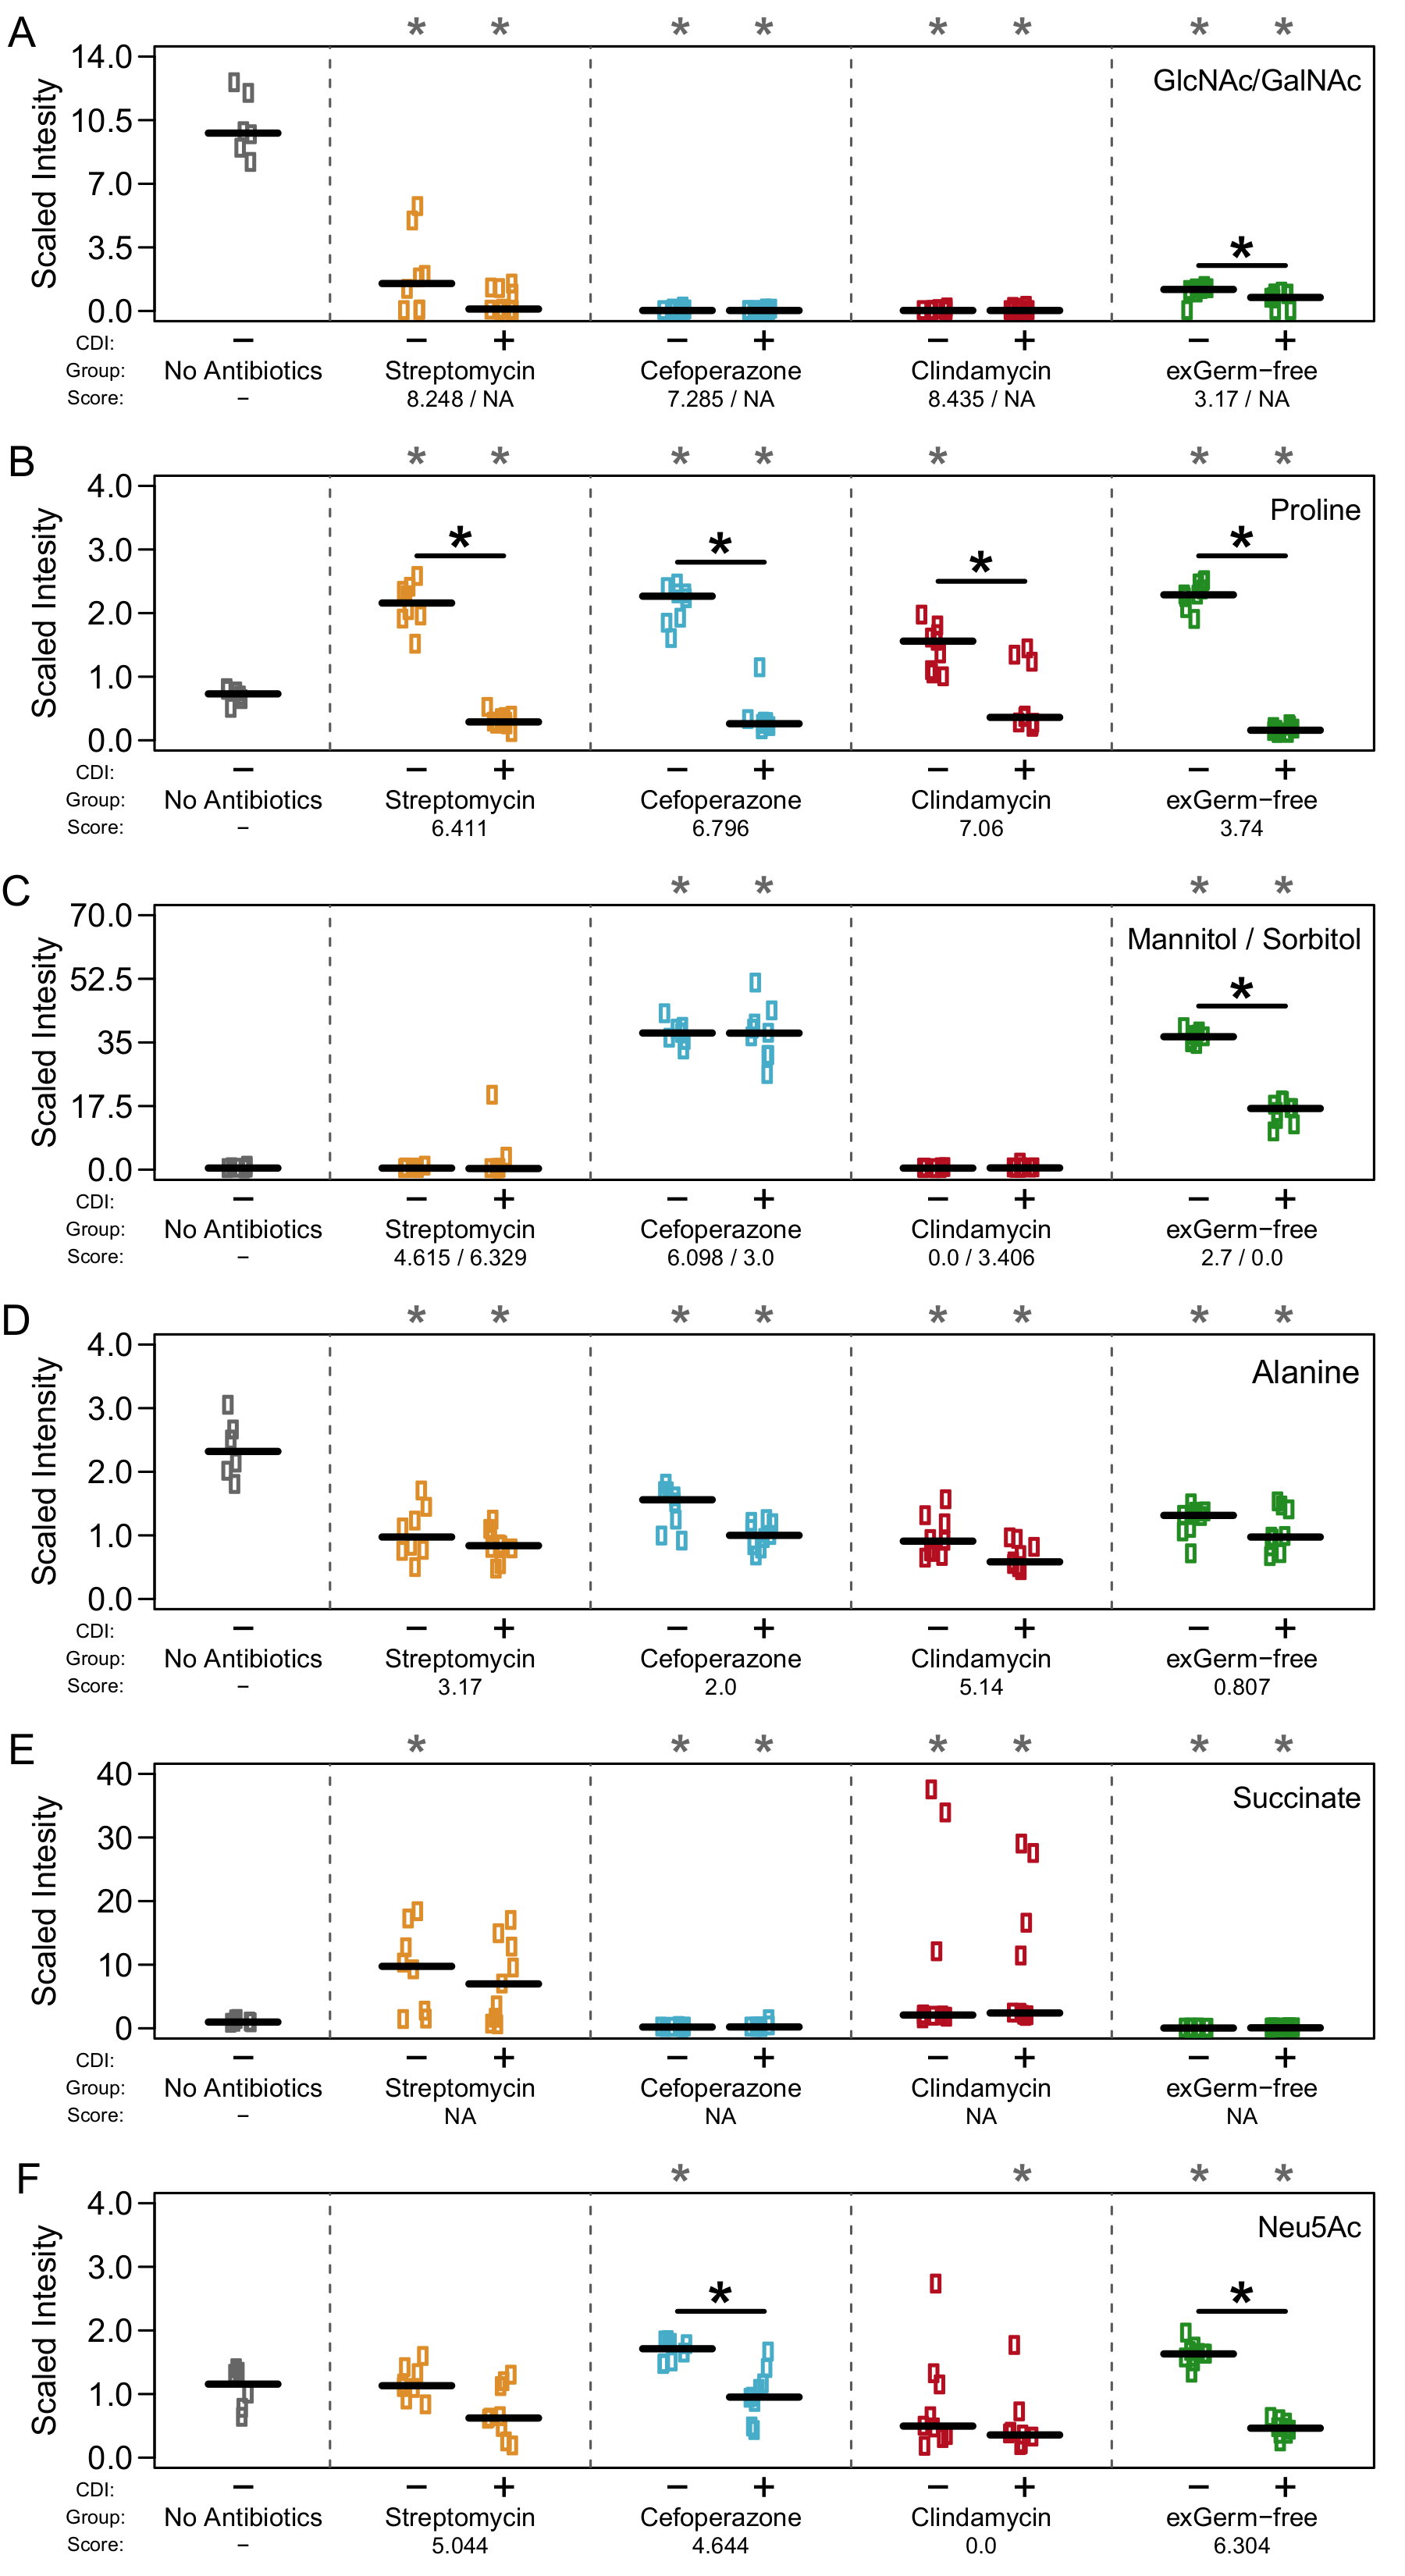 A
* * * * * * * *
14.0
10.5
7.0
3.5
0.0
Scaled Intesity
GlcNAc/GalNAc
*
CDI: − − + − + − + − +
Group: No Antibiotics Streptomycin Cefoperazone Clindamycin exGerm−free
Score: − 8.248 / NA 7.285 / NA 8.435 / NA 3.17 / NA
B
* * * * * * *
4.0
3.0
2.0
1.0
0.0
Scaled Intesity
Proline
* * * *
CDI: − − + − + − + − +
Group: No Antibiotics Streptomycin Cefoperazone Clindamycin exGerm−free
Score: − 6.411 6.796 7.06 3.74
C
* * * *
70.0
52.5
35
17.5
0.0
Scaled Intesity
Mannitol / Sorbitol
*
CDI: − − + − + − + − +
Group: No Antibiotics Streptomycin Cefoperazone Clindamycin exGerm−free
Score: − 4.615 / 6.329 6.098 / 3.0 0.0 / 3.406 2.7 / 0.0
D
* * * * * * * *
4.0
3.0
2.0
1.0
0.0
Scaled Intensity
Alanine
CDI: − − + − + − + − +
Group: No Antibiotics Streptomycin Cefoperazone Clindamycin exGerm−free
Score: − 3.17 2.0 5.14 0.807
E
* * * * * * *
40
30
20
10
0
Scaled Intesity
Succinate
CDI: − − + − + − + − +
Group: No Antibiotics Streptomycin Cefoperazone Clindamycin exGerm−free
Score: − NA NA NA NA
F
* * * *
4.0
3.0
2.0
1.0
0.0
Scaled Intesity
Neu5Ac
* *
CDI: − − + − + − + − +
Group: No Antibiotics Streptomycin Cefoperazone Clindamycin exGerm−free
Score: − 5.044 4.644 0.0 6.304